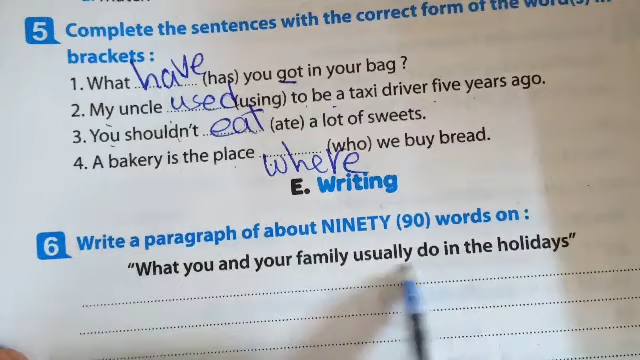 5 Complete the sentences with the correct form of the word(s) in
brackets :
1. What have (has) you got in your bag ?
2. My uncle used (using) to be a taxi driver five years ago.
3. You shouldn't eat (ate) a lot of sweets.
4. A bakery is the place where (who) we buy bread.
E. Writing
6 Write a paragraph of about NINETY (90) words on :
"What you and your family usually do in the holidays"